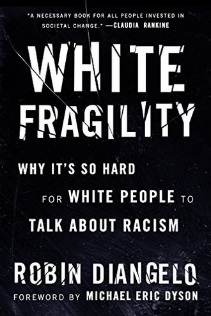 "A NECESSARY BOOK FOR ALL PEOPLE INVESTED IN
SOCIETAL CHANGE." —CLAUDIA RANKINE
WHITE
FRAGILITY
WHY IT'S SO HARD
FOR WHITE PEOPLE TO
TALK ABOUT RACISM
ROBIN DIANGELO
FOREWORD BY MICHAEL ERIC DYSON